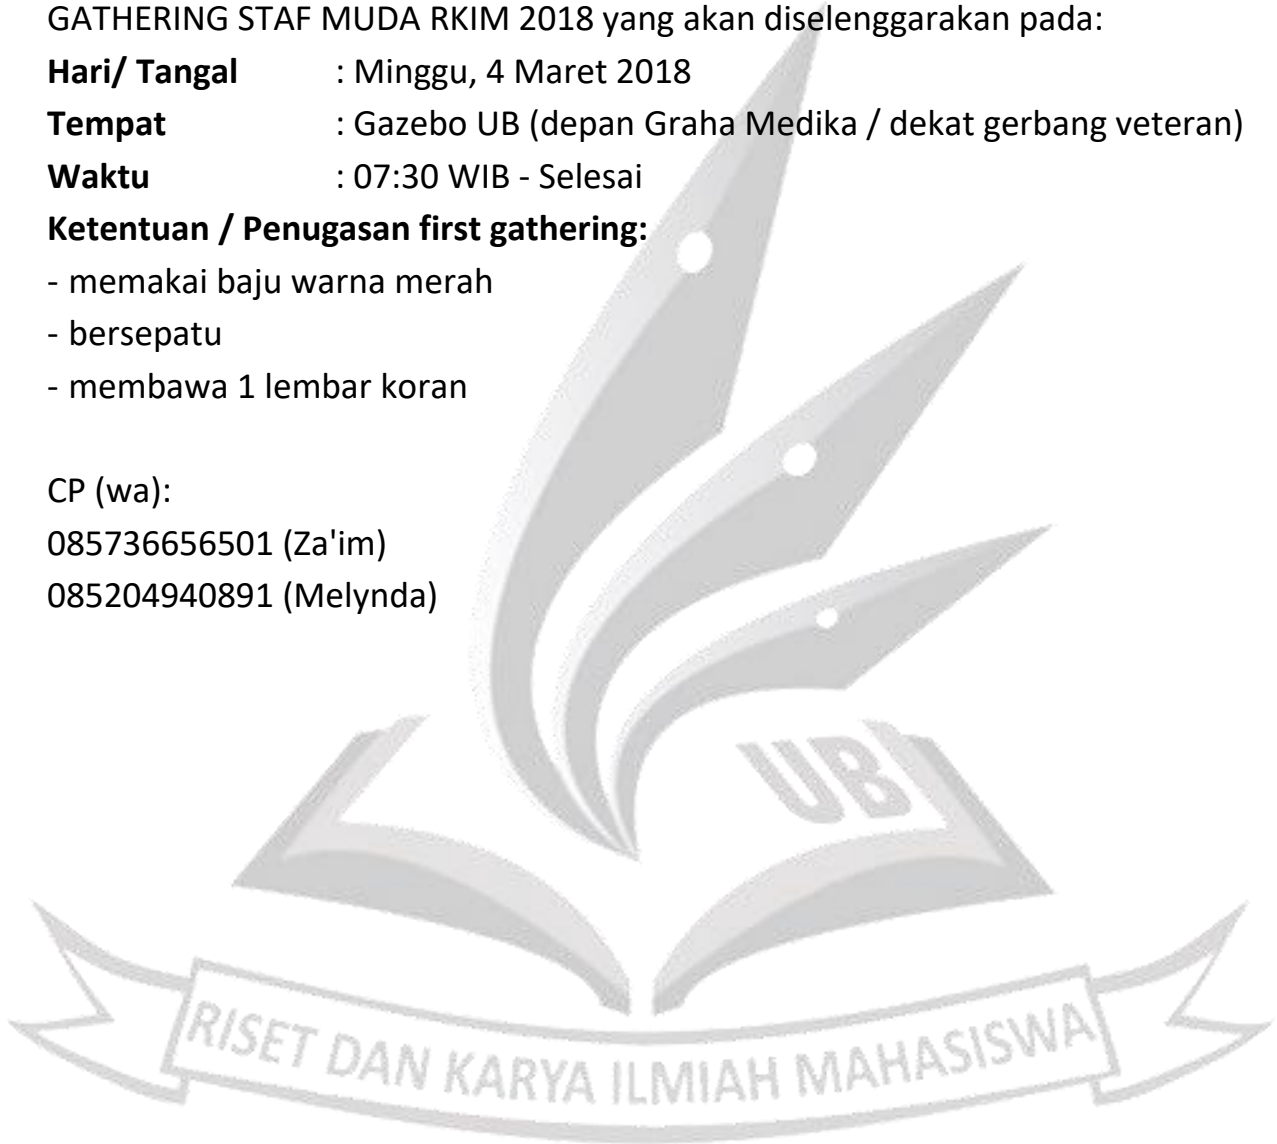 GATHERING STAF MUDA RKIM 2018 yang akan diselenggarakan pada:
Hari/ Tangal : Minggu, 4 Maret 2018
Tempat : Gazebo UB (depan Graha Medika / dekat gerbang veteran)
Waktu : 07:30 WIB - Selesai
Ketentuan / Penugasan first gathering:
- memakai baju warna merah
- bersepatu
- membawa 1 lembar koran
CP (wa):
085736656501 (Za'im)
085204940891 (Melynda)
UB
RISET DAN KARYA ILMIAH MAHASISWA